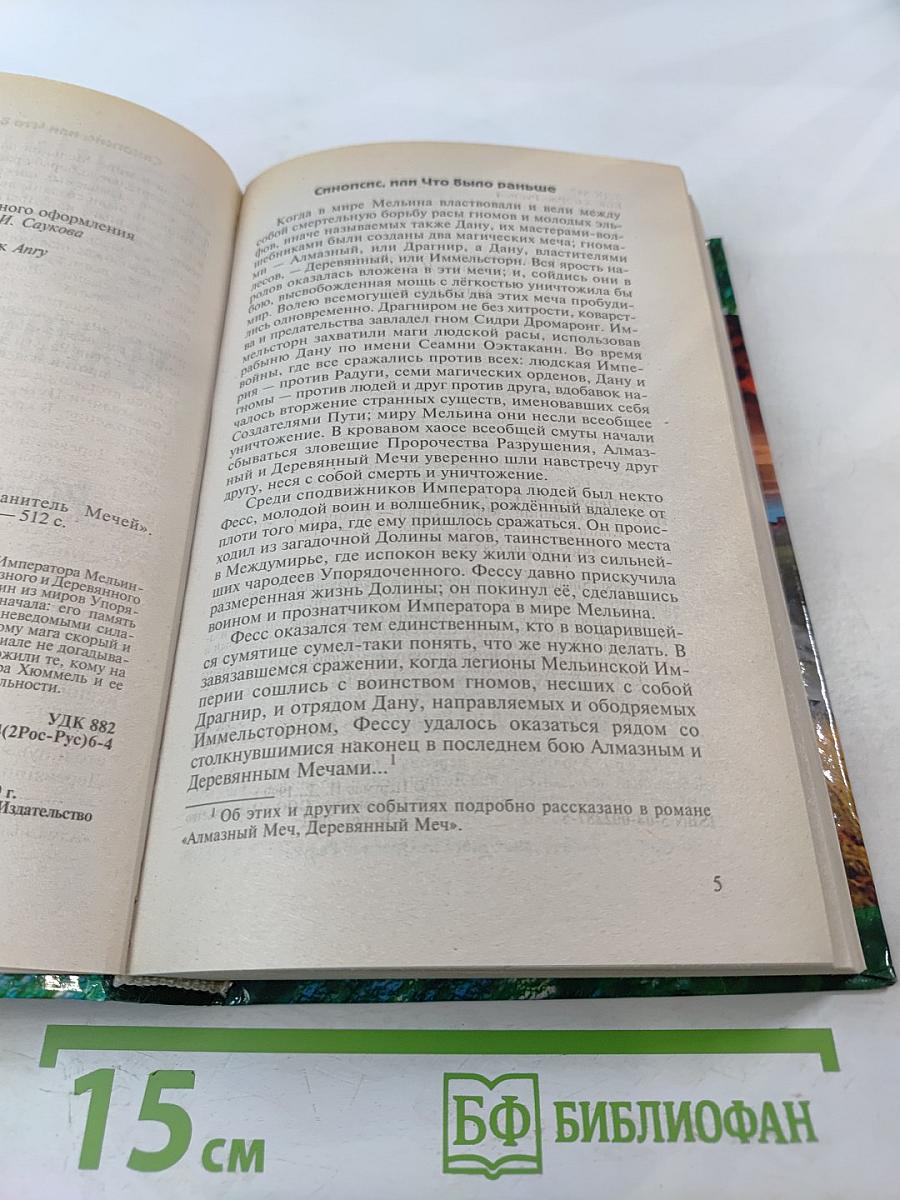 ного оформления
И. Саукова
к Anry
анитель Мечей».
— 512 с.
Императора Мельин-
зного и Деревянного
ин из миров Упоря-
начала: его память
неведомыми сила-
ому мага скорый и
иале не догадыва-
ожили те, кому на
ра Хюммель и ее
льности.
УДК 882
(2Рос-Рус)6-4
г.
Издательство
Синопсис, или Что было раньше
Когда в мире Мельина властвовали и вели между
собой смертельную борьбу расы гномов и молодых эль-
фов, иначе называемых также Дану, их мастерами-вол-
шебниками были созданы два магических меча; гнома-
ми — Алмазный, или Драгнир, а Дану, властителями
лесов, — Деревянный, или Иммельсторн. Вся ярость на-
родов оказалась вложена в эти мечи; и, сойдись они в
бою, высвобожденная мощь с лёгкостью уничтожила бы
мир. Волею всемогущей судьбы два этих меча пробуди-
лись одновременно. Драгниром не без хитрости, коварст-
ва и предательства завладел гном Сидри Дромаронг. Им-
мельсторн захватили маги людской расы, использовав
рабыню Дану по имени Сеамни Оэктаканн. Во время
войны, где все сражались против всех: людская Импе-
рия — против Радуги, семи магических орденов, Дану и
гномы — против людей и друг против друга, вдобавок на-
чалось вторжение странных существ, именовавших себя
Создателями Пути; миру Мельина они несли всеобщее
уничтожение. В кровавом хаосе всеобщей смуты начали
сбываться зловещие Пророчества Разрушения, Алмаз-
ный и Деревянный Мечи уверенно шли навстречу друг
другу, неся с собой смерть и уничтожение.
Среди сподвижников Императора людей был некто
Фесс, молодой воин и волшебник, рождённый вдалеке от
плоти того мира, где ему пришлось сражаться. Он проис-
ходил из загадочной Долины магов, таинственного места
в Междумирье, где испокон веку жили одни из сильней-
ших чародеев Упорядоченного. Фессу давно прискучила
размеренная жизнь Долины; он покинул её, сделавшись
воином и прознатчиком Императора в мире Мельина.
Фесс оказался тем единственным, кто в воцарившей-
ся сумятице сумел-таки понять, что же нужно делать. В
завязавшемся сражении, когда легионы Мельинской Им-
перии сошлись с воинством гномов, несших с собой
Драгнир, и отрядом Дану, направляемых и ободряемых
Иммельсторном, Фессу удалось оказаться рядом со
столкнувшимися наконец в последнем бою Алмазным и
Деревянным Мечами...¹
¹ Об этих и других событиях подробно рассказано в романе
«Алмазный Меч, Деревянный Меч».
5
15 см
БФ БИБЛИОФАН